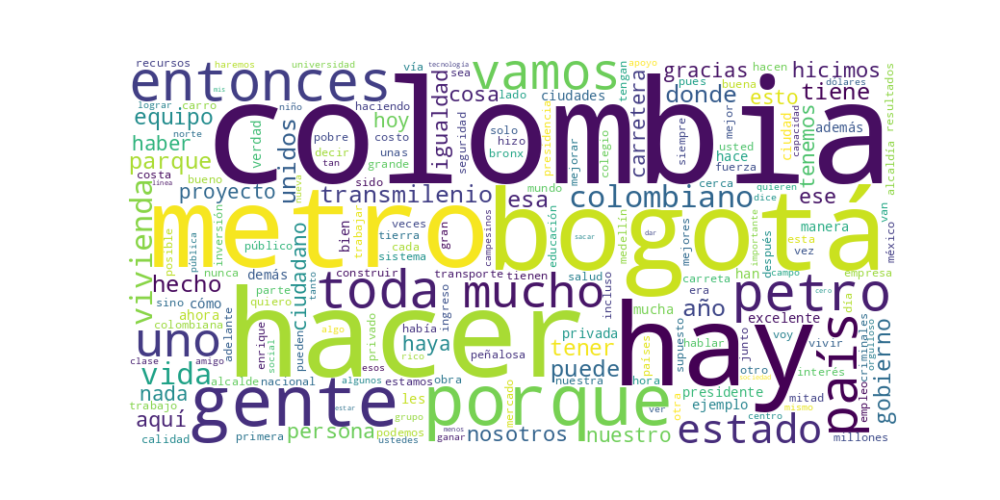 recursos haremos universidad vía tecnología sea lado ciudades tengan apoyo gracias pues hacen buena dólares hicimos
entonces colombia vamos
mis cosa igualdad carretera donde esto tiene
lograr carro niño haciendo solo hizo mejor usted ciudad capacidad además resultados
equipo verdad unidos hoy pobre costo seguridad bronx presidencia mejorar colegio siempre tenemos alcaldía
haber norte decir unas hace fuerza
parque costa tan grande
bueno línea nueva sido mundo cerca quieren
vivienda proyecto transmilenio esa colombiano dice ese van
metro bogotá
posible inversión público pública trabajar bien veces tierra cada sistema gran campesinos educación sacar medellín dar mejores importante después esta vez manera méxico
nunca demás ciudadano tanto construir transporte tienen salud incluso carreta han campo empresa
hecho parte toda mucho mucha año petro cero día
sino cómo quiero era
hacer hay
ahora colombiana social algo privado había ingreso privada países supuesto hablar excelente voy país criminales orgulloso
uno adelante enrique pueden rico haya peñalosa tener junto vivir gobierno
clase amigo esos puede nuestra hora otro interés
vida alcalde nacional algunos estamos obra presidente mitad empleo
nada gente porque les mercado otra ejemplo mismo
trabajo estar grupo ver centro
aquí persona podemos menos nosotros nuestro estado
calidad primera ustedes ganar millones